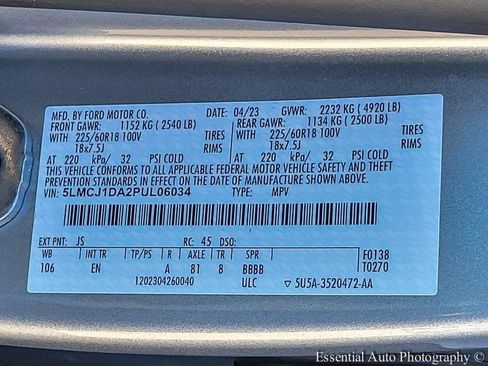 MFD. BY FORD MOTOR CO. DATE: 04/23 GVWR: 2232 KG ( 4920 LB)
FRONT GAWR: 1152 KG ( 2540 LB) REAR GAWR: 1134 KG ( 2500 LB)
WITH 225/60R18 100V TIRES WITH 225/60R18 100V TIRES
18x7.5J RIMS 18x7.5J RIMS
AT 220 kPa/ 32 PSI COLD AT 220 kPa/ 32 PSI COLD
THIS VEHICLE CONFORMS TO ALL APPLICABLE FEDERAL MOTOR VEHICLE SAFETY AND THEFT
PREVENTION STANDARDS IN EFFECT ON THE DATE OF MANUFACTURE SHOWN ABOVE.
VIN: 5LMCJ1DA2PUL06034 TYPE: MPV
EXT PNT: JS RC: 45 DSO: F0138
WB INT TR TP/PS R AXLE TR SPR T0270
106 EN A 81 8 BBBB
1202304260040 ULC 5U5A-3520472-AA
Essential Auto Photography ©